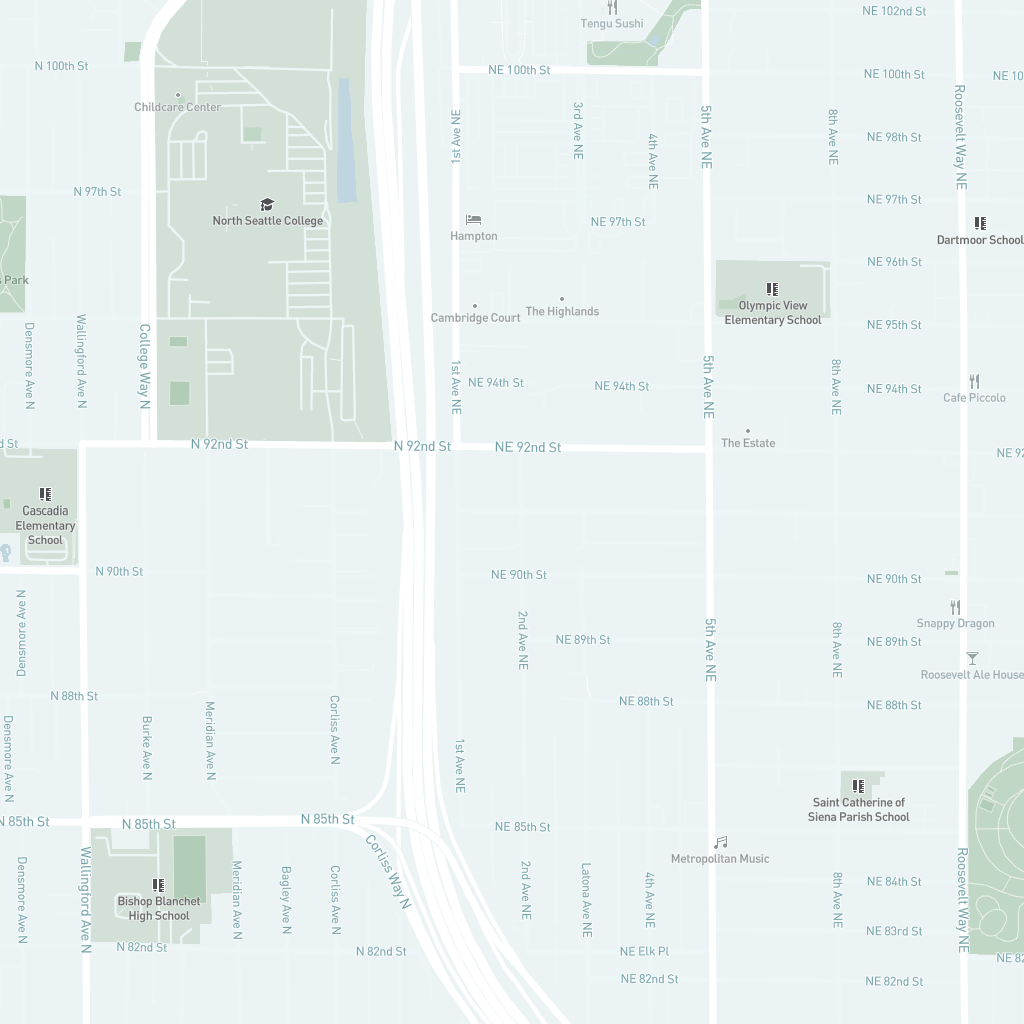 NE 102nd St
Tengu Sushi
N 100th St
NE 100th St
NE 100th St
NE 10
Childcare Center
1st Ave NE
3rd Ave NE
4th Ave NE
5th Ave NE
8th Ave NE
NE 98th St
Roosevelt Way NE
N 97th St
NE 97th St
NE 97th St
North Seattle College
Hampton
Dartmoor School
NE 96th St
s Park
Olympic View
Elementary School
Cambridge Court
The Highlands
NE 95th St
Densmore Ave N
Wallingford Ave N
College Way N
1st Ave NE
NE 94th St
NE 94th St
5th Ave NE
8th Ave NE
NE 94th St
Cafe Piccolo
d St
N 92nd St
N 92nd St
NE 92nd St
The Estate
NE 92
Cascadia
Elementary
School
N 90th St
NE 90th St
NE 90th St
Densmore Ave N
2nd Ave NE
NE 89th St
5th Ave NE
8th Ave NE
Snappy Dragon
NE 89th St
Roosevelt Ale House
N 88th St
NE 88th St
NE 88th St
Densmore Ave N
Burke Ave N
Meridian Ave N
Corliss Ave N
1st Ave NE
Saint Catherine of
Siena Parish School
N 85th St
N 85th St
N 85th St
NE 85th St
Metropolitan Music
Densmore Ave N
Wallingford Ave N
Bishop Blanchet
High School
Meridian Ave N
Bagley Ave N
Corliss Ave N
Corliss Way N
2nd Ave NE
Latona Ave NE
4th Ave NE
8th Ave NE
NE 84th St
Roosevelt Way NE
NE 83rd St
N 82nd St
N 82nd St
NE Elk Pl
NE 82
NE 82nd St
NE 82nd St